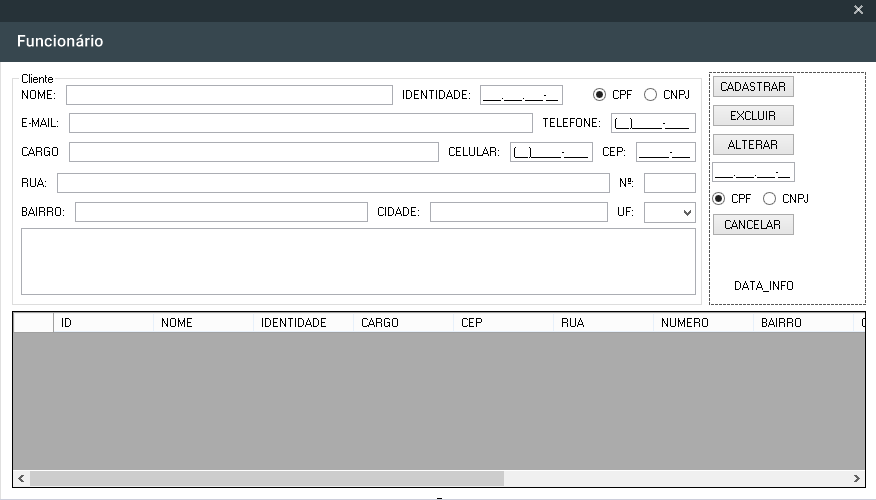 Funcionário
Cliente
NOME: IDENTIDADE: ___.___.___-__ CPF CNPJ
E-MAIL: TELEFONE: (__)_____-____
CARGO CELULAR: (__)_____-____ CEP: _____-___
RUA: Nº:
BAIRRO: CIDADE: UF:
CADASTRAR
EXCLUIR
ALTERAR
___.___.___-__
CPF CNPJ
CANCELAR
DATA_INFO
ID NOME IDENTIDADE CARGO CEP RUA NUMERO BAIRRO